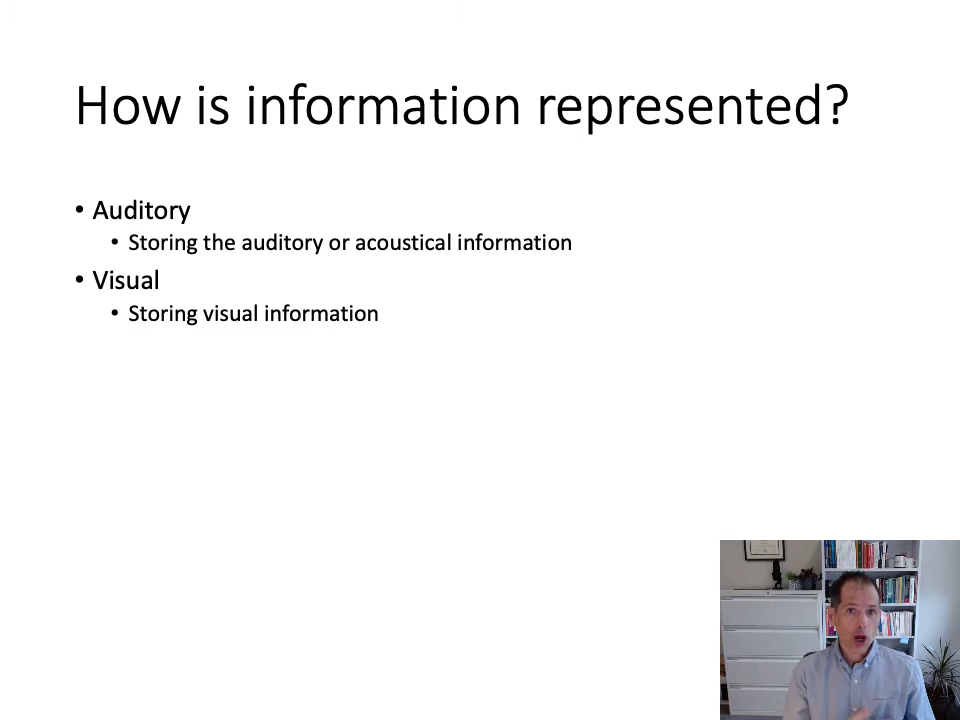 How is information represented?
• Auditory
• Storing the auditory or acoustical information
• Visual
• Storing visual information